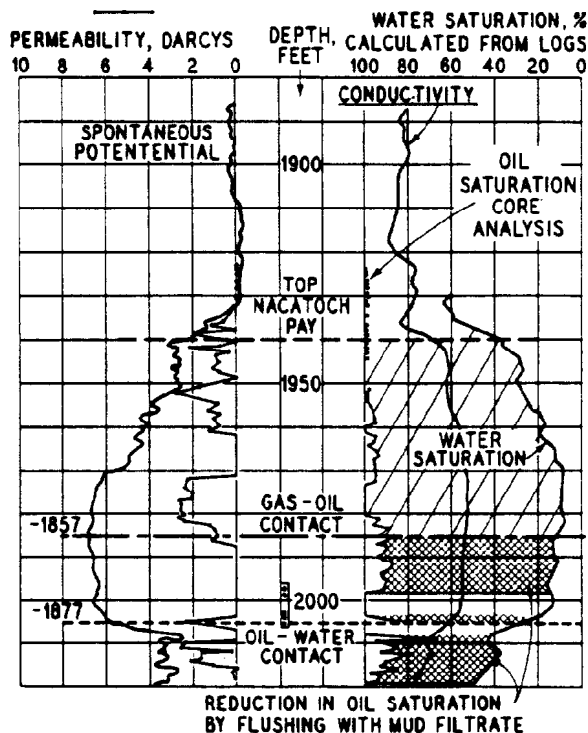 PERMEABILITY, DARCYS
10 8 6 4 2 0
DEPTH,
FEET
WATER SATURATION, %
CALCULATED FROM LOGS
100 80 60 40 20 0
CONDUCTIVITY
SPONTANEOUS
POTENTENTIAL
1900
OIL
SATURATION
CORE
ANALYSIS
TOP
NACATOCH
PAY
1950
WATER
SATURATION
GAS-OIL
CONTACT
-1857
2000
-1877
OIL-WATER
CONTACT
REDUCTION IN OIL SATURATION
BY FLUSHING WITH MUD FILTRATE